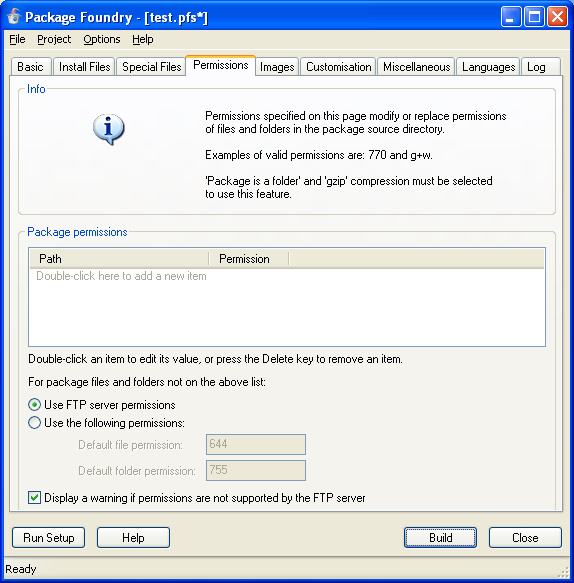 Package Foundry - [test.pfs*]
File Project Options Help
Basic Install Files Special Files Permissions Images Customisation Miscellaneous Languages Log
Info
Permissions specified on this page modify or replace permissions
of files and folders in the package source directory.
Examples of valid permissions are: 770 and g+w.
'Package is a folder' and 'gzip' compression must be selected
to use this feature.
Package permissions
Path Permission
Double-click here to add a new item
Double-click an item to edit its value, or press the Delete key to remove an item.
For package files and folders not on the above list:
Use FTP server permissions
Use the following permissions:
Default file permission: 644
Default folder permission: 755
Display a warning if permissions are not supported by the FTP server
Run Setup Help Build Close
Ready